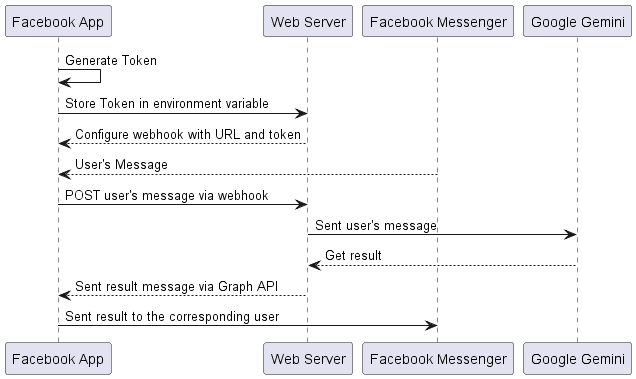 Facebook App Web Server Facebook Messenger Google Gemini
Generate Token
Store Token in environment variable
Configure webhook with URL and token
User's Message
POST user's message via webhook
Sent user's message
Get result
Sent result message via Graph API
Sent result to the corresponding user
Facebook App Web Server Facebook Messenger Google Gemini